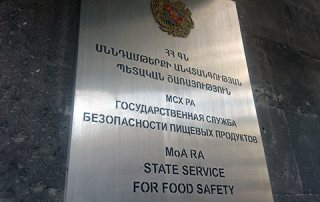 ՀՀ ԳՆ
ՍՆՆԴԱՄԹԵՐՔԻ ԱՆՎՏԱՆԳՈՒԹՅԱՆ
ՊԵՏԱԿԱՆ ԾԱՌԱՅՈՒԹՅՈՒՆ
МСХ РА
ГОСУДАРСТВЕННАЯ СЛУЖБА
БЕЗОПАСНОСТИ ПИЩЕВЫХ ПРОДУКТОВ
MoA RA
STATE SERVICE
FOR FOOD SAFETY